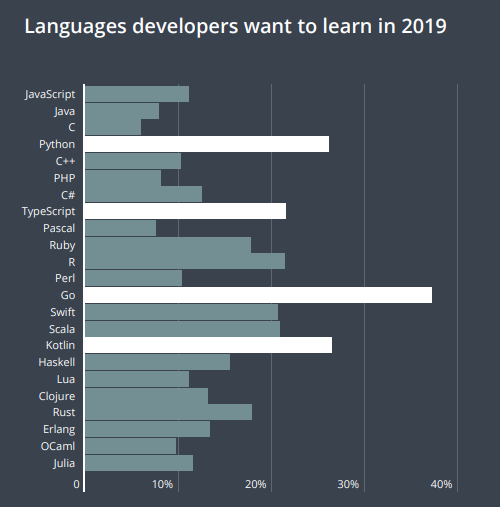 Languages developers want to learn in 2019
JavaScript
Java
C
Python
C++
PHP
C#
TypeScript
Pascal
Ruby
R
Perl
Go
Swift
Scala
Kotlin
Haskell
Lua
Clojure
Rust
Erlang
OCaml
Julia
0 10% 20% 30% 40%